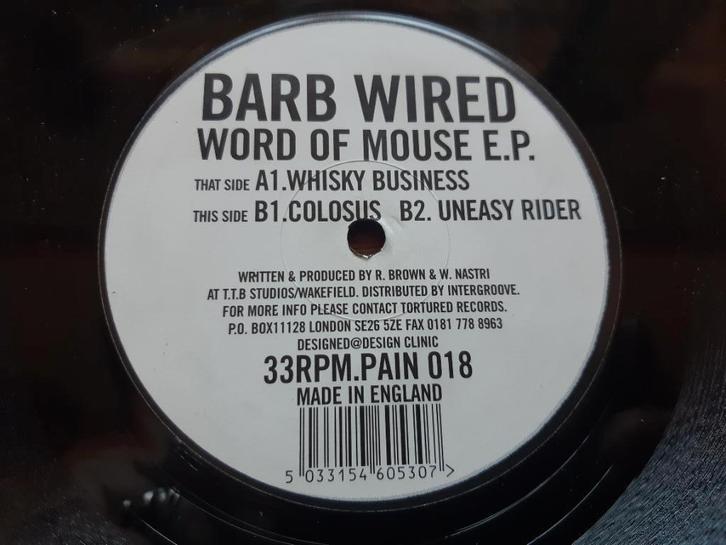 BARB WIRED
WORD OF MOUSE E.P.
THAT SIDE A1.WHISKY BUSINESS
THIS SIDE B1.COLOSUS B2. UNEASY RIDER
WRITTEN & PRODUCED BY R. BROWN & W. NASTRI
AT T.T.B STUDIOS/WAKEFIELD. DISTRIBUTED BY INTERGROOVE.
FOR MORE INFO PLEASE CONTACT TORTURED RECORDS.
P.O. BOX11128 LONDON SE26 5ZE FAX 0181 778 8963
DESIGNED@DESIGN CLINIC
33RPM.PAIN 018
MADE IN ENGLAND
5 033154 605307 >